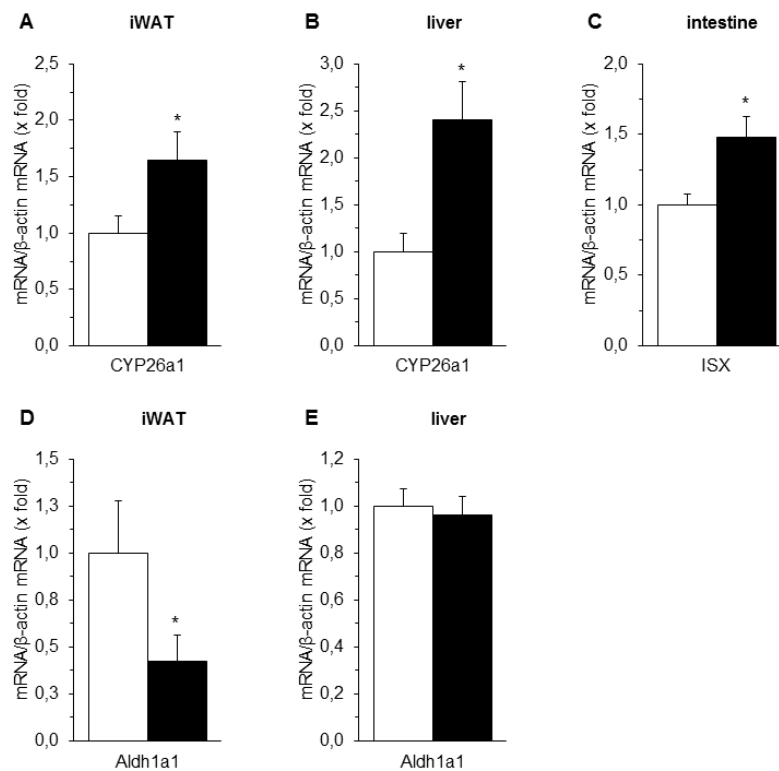 A iWAT
mRNA/β-actin mRNA (x fold)
2,5
2,0
1,5
1,0
0,5
0,0
*
CYP26a1
B liver
mRNA/β-actin mRNA (x fold)
3,0
2,5
2,0
1,5
1,0
0,5
0,0
*
CYP26a1
C intestine
mRNA/β-actin mRNA (x fold)
2,0
1,5
1,0
0,5
0,0
*
ISX
D iWAT
mRNA/β-actin mRNA (x fold)
1,5
1,3
1,0
0,8
0,5
0,3
0,0
*
Aldh1a1
E liver
mRNA/β-actin mRNA (x fold)
1,2
1,0
0,8
0,6
0,4
0,2
0,0
Aldh1a1